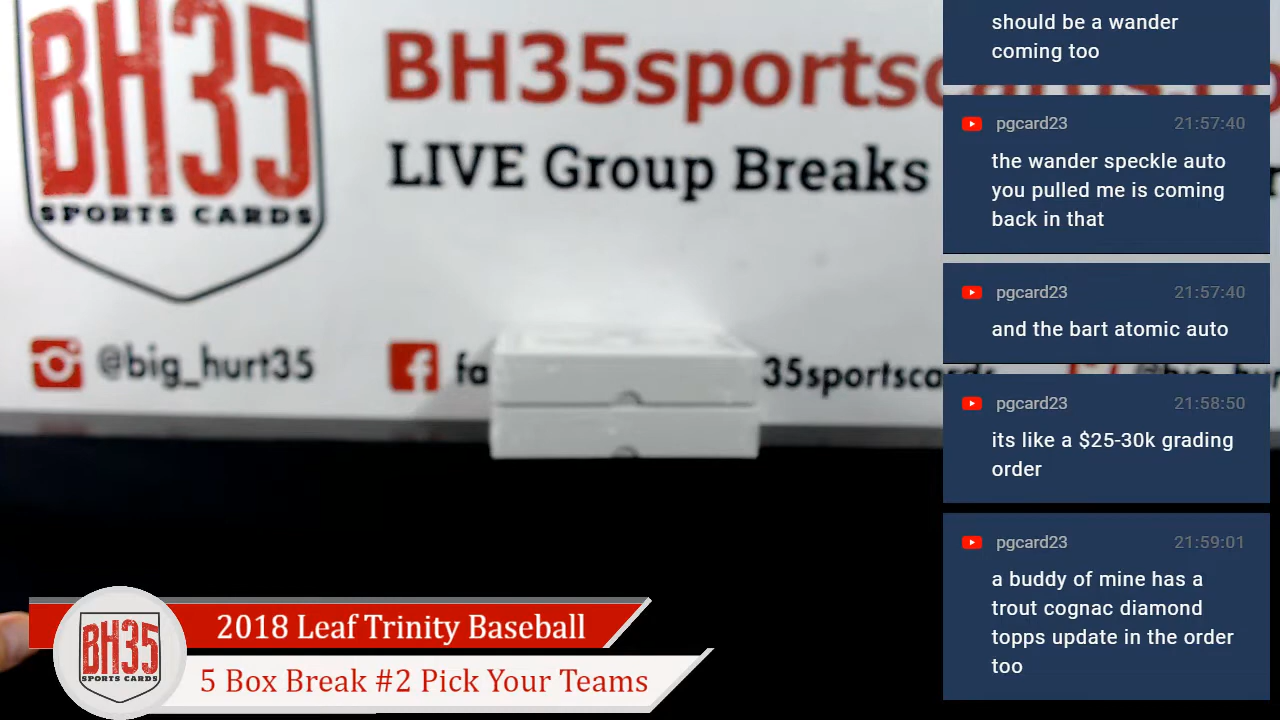 BH35
SPORTS CARDS
BH35sportscards.co
LIVE Group Breaks
@big_hurt35
fa
35sportscards
@big_hur
should be a wander
coming too
pgcard23 21:57:40
the wander speckle auto
you pulled me is coming
back in that
pgcard23 21:57:40
and the bart atomic auto
pgcard23 21:58:50
its like a $25-30k grading
order
pgcard23 21:59:01
a buddy of mine has a
trout cognac diamond
topps update in the order
too
BH35
SPORTS CARDS
2018 Leaf Trinity Baseball
5 Box Break #2 Pick Your Teams